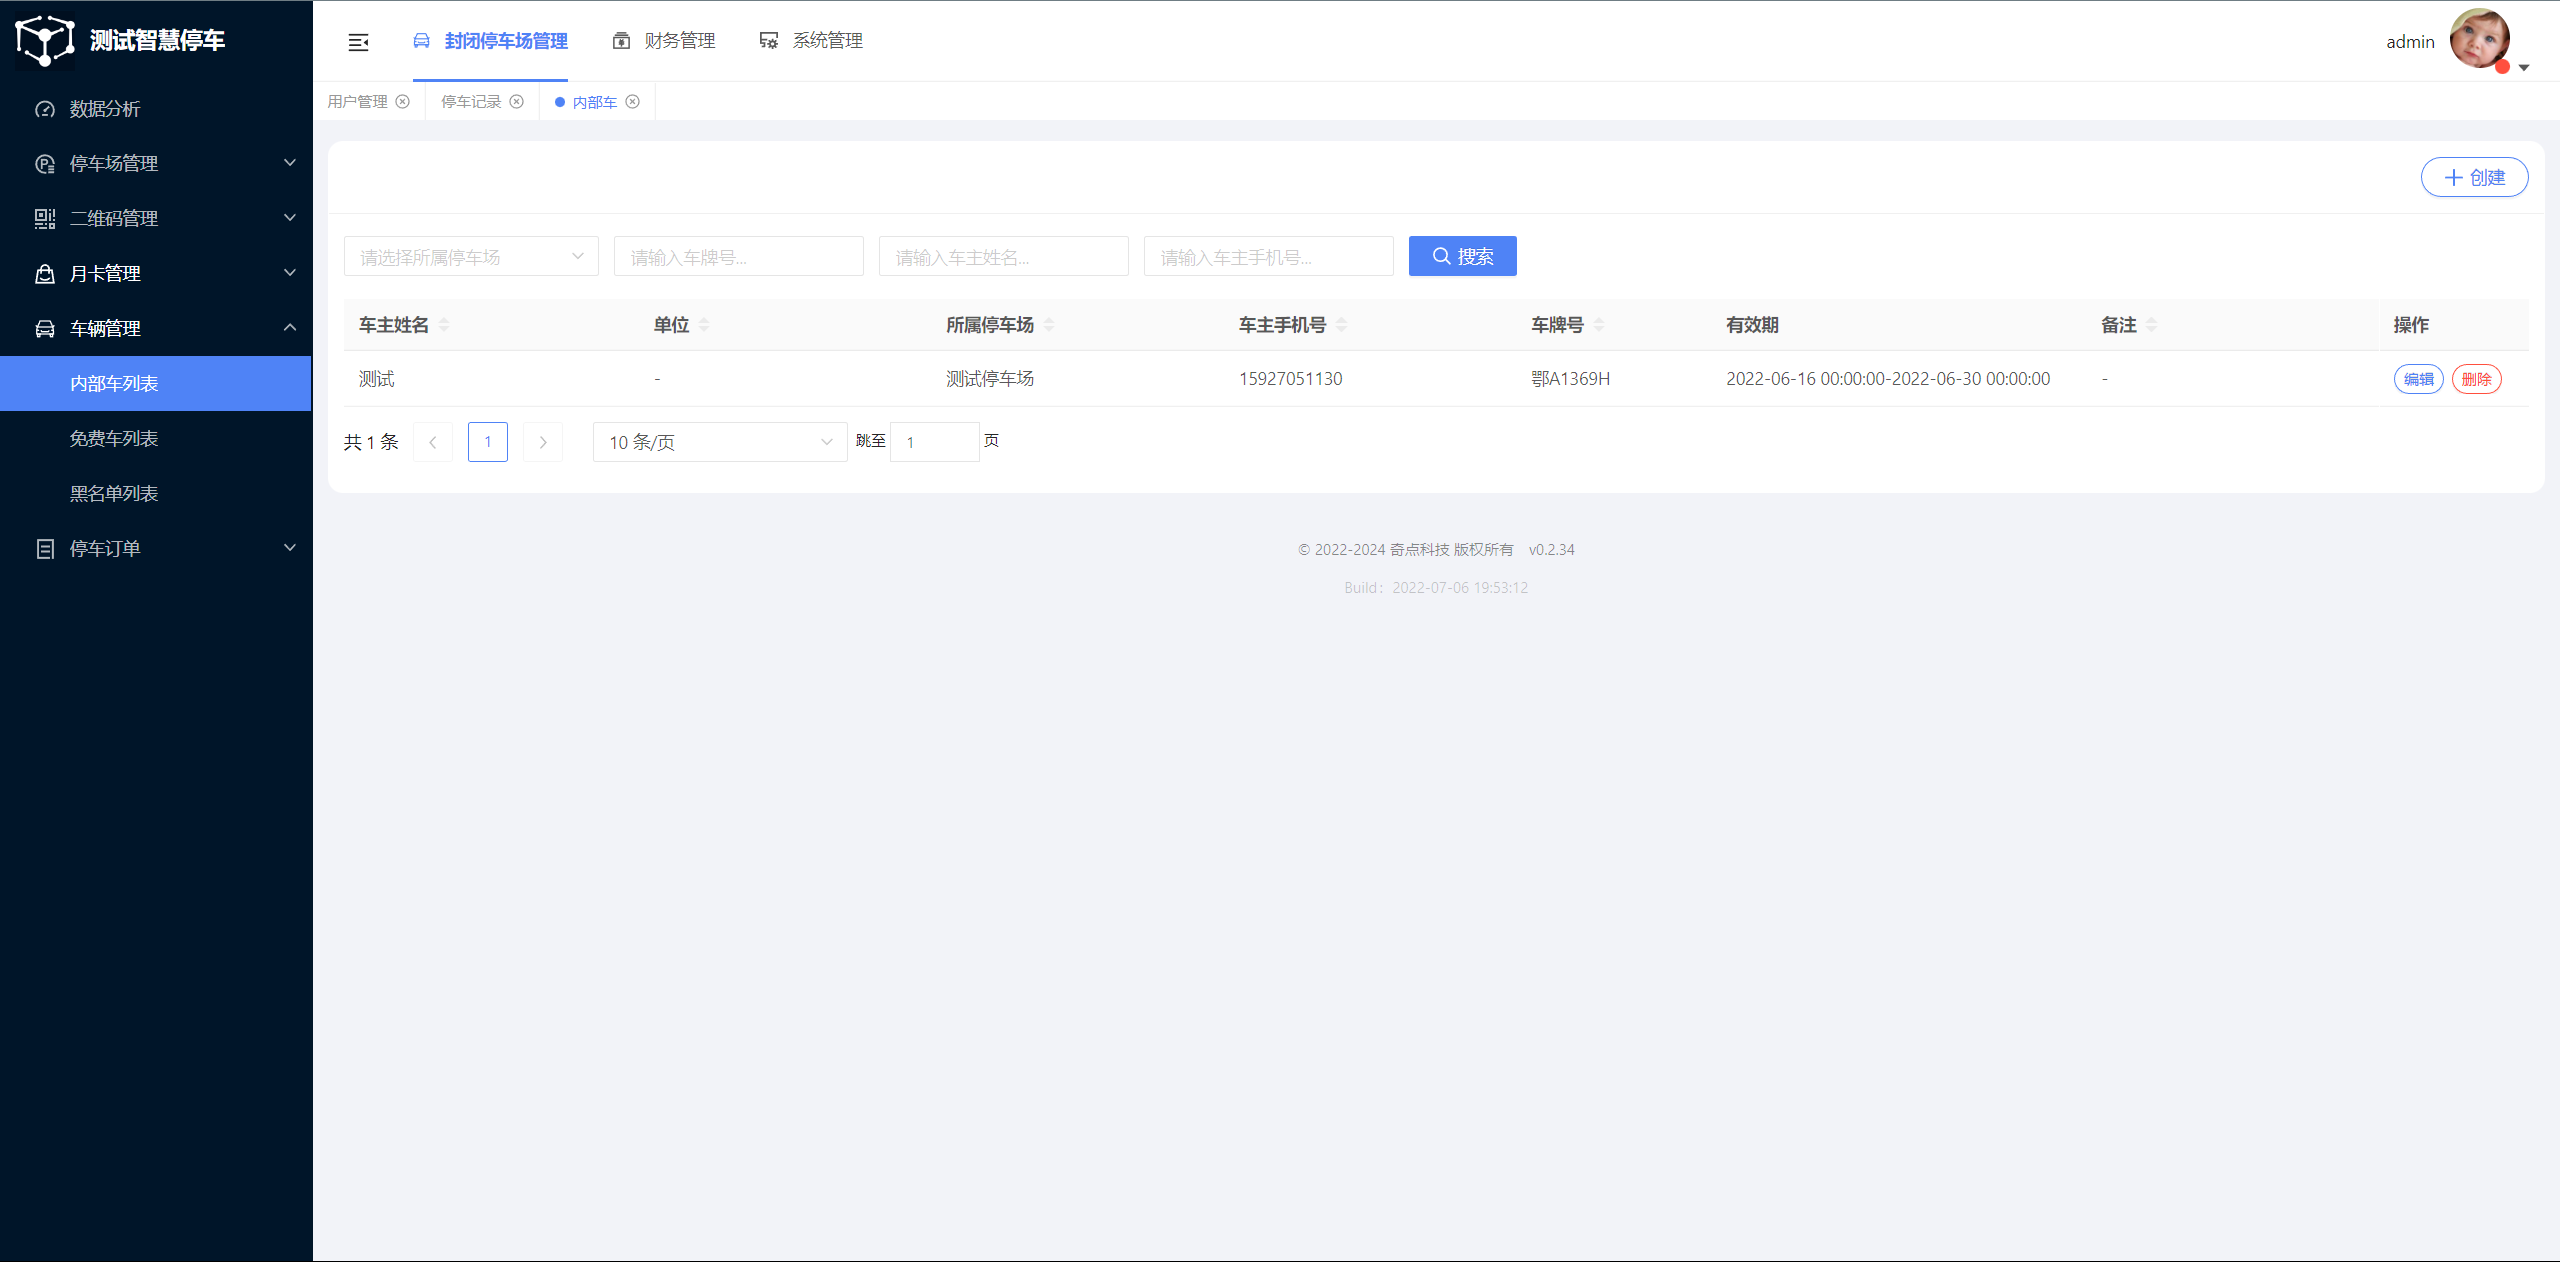 测试智慧停车
封闭停车场管理 财务管理 系统管理 admin
用户管理 停车记录 内部车
数据分析
停车场管理
二维码管理
月卡管理
车辆管理
内部车列表
免费车列表
黑名单列表
停车订单
创建
请选择所属停车场 请输入车牌号... 请输入车主姓名... 请输入车主手机号... 搜索
车主姓名 单位 所属停车场 车主手机号 车牌号 有效期 备注 操作
测试 - 测试停车场 15927051130 鄂A1369H 2022-06-16 00:00:00-2022-06-30 00:00:00 - 编辑 删除
共 1 条 1 10 条/页 跳至 1 页
© 2022-2024 奇点科技 版权所有 v0.2.34
Build：2022-07-06 19:53:12